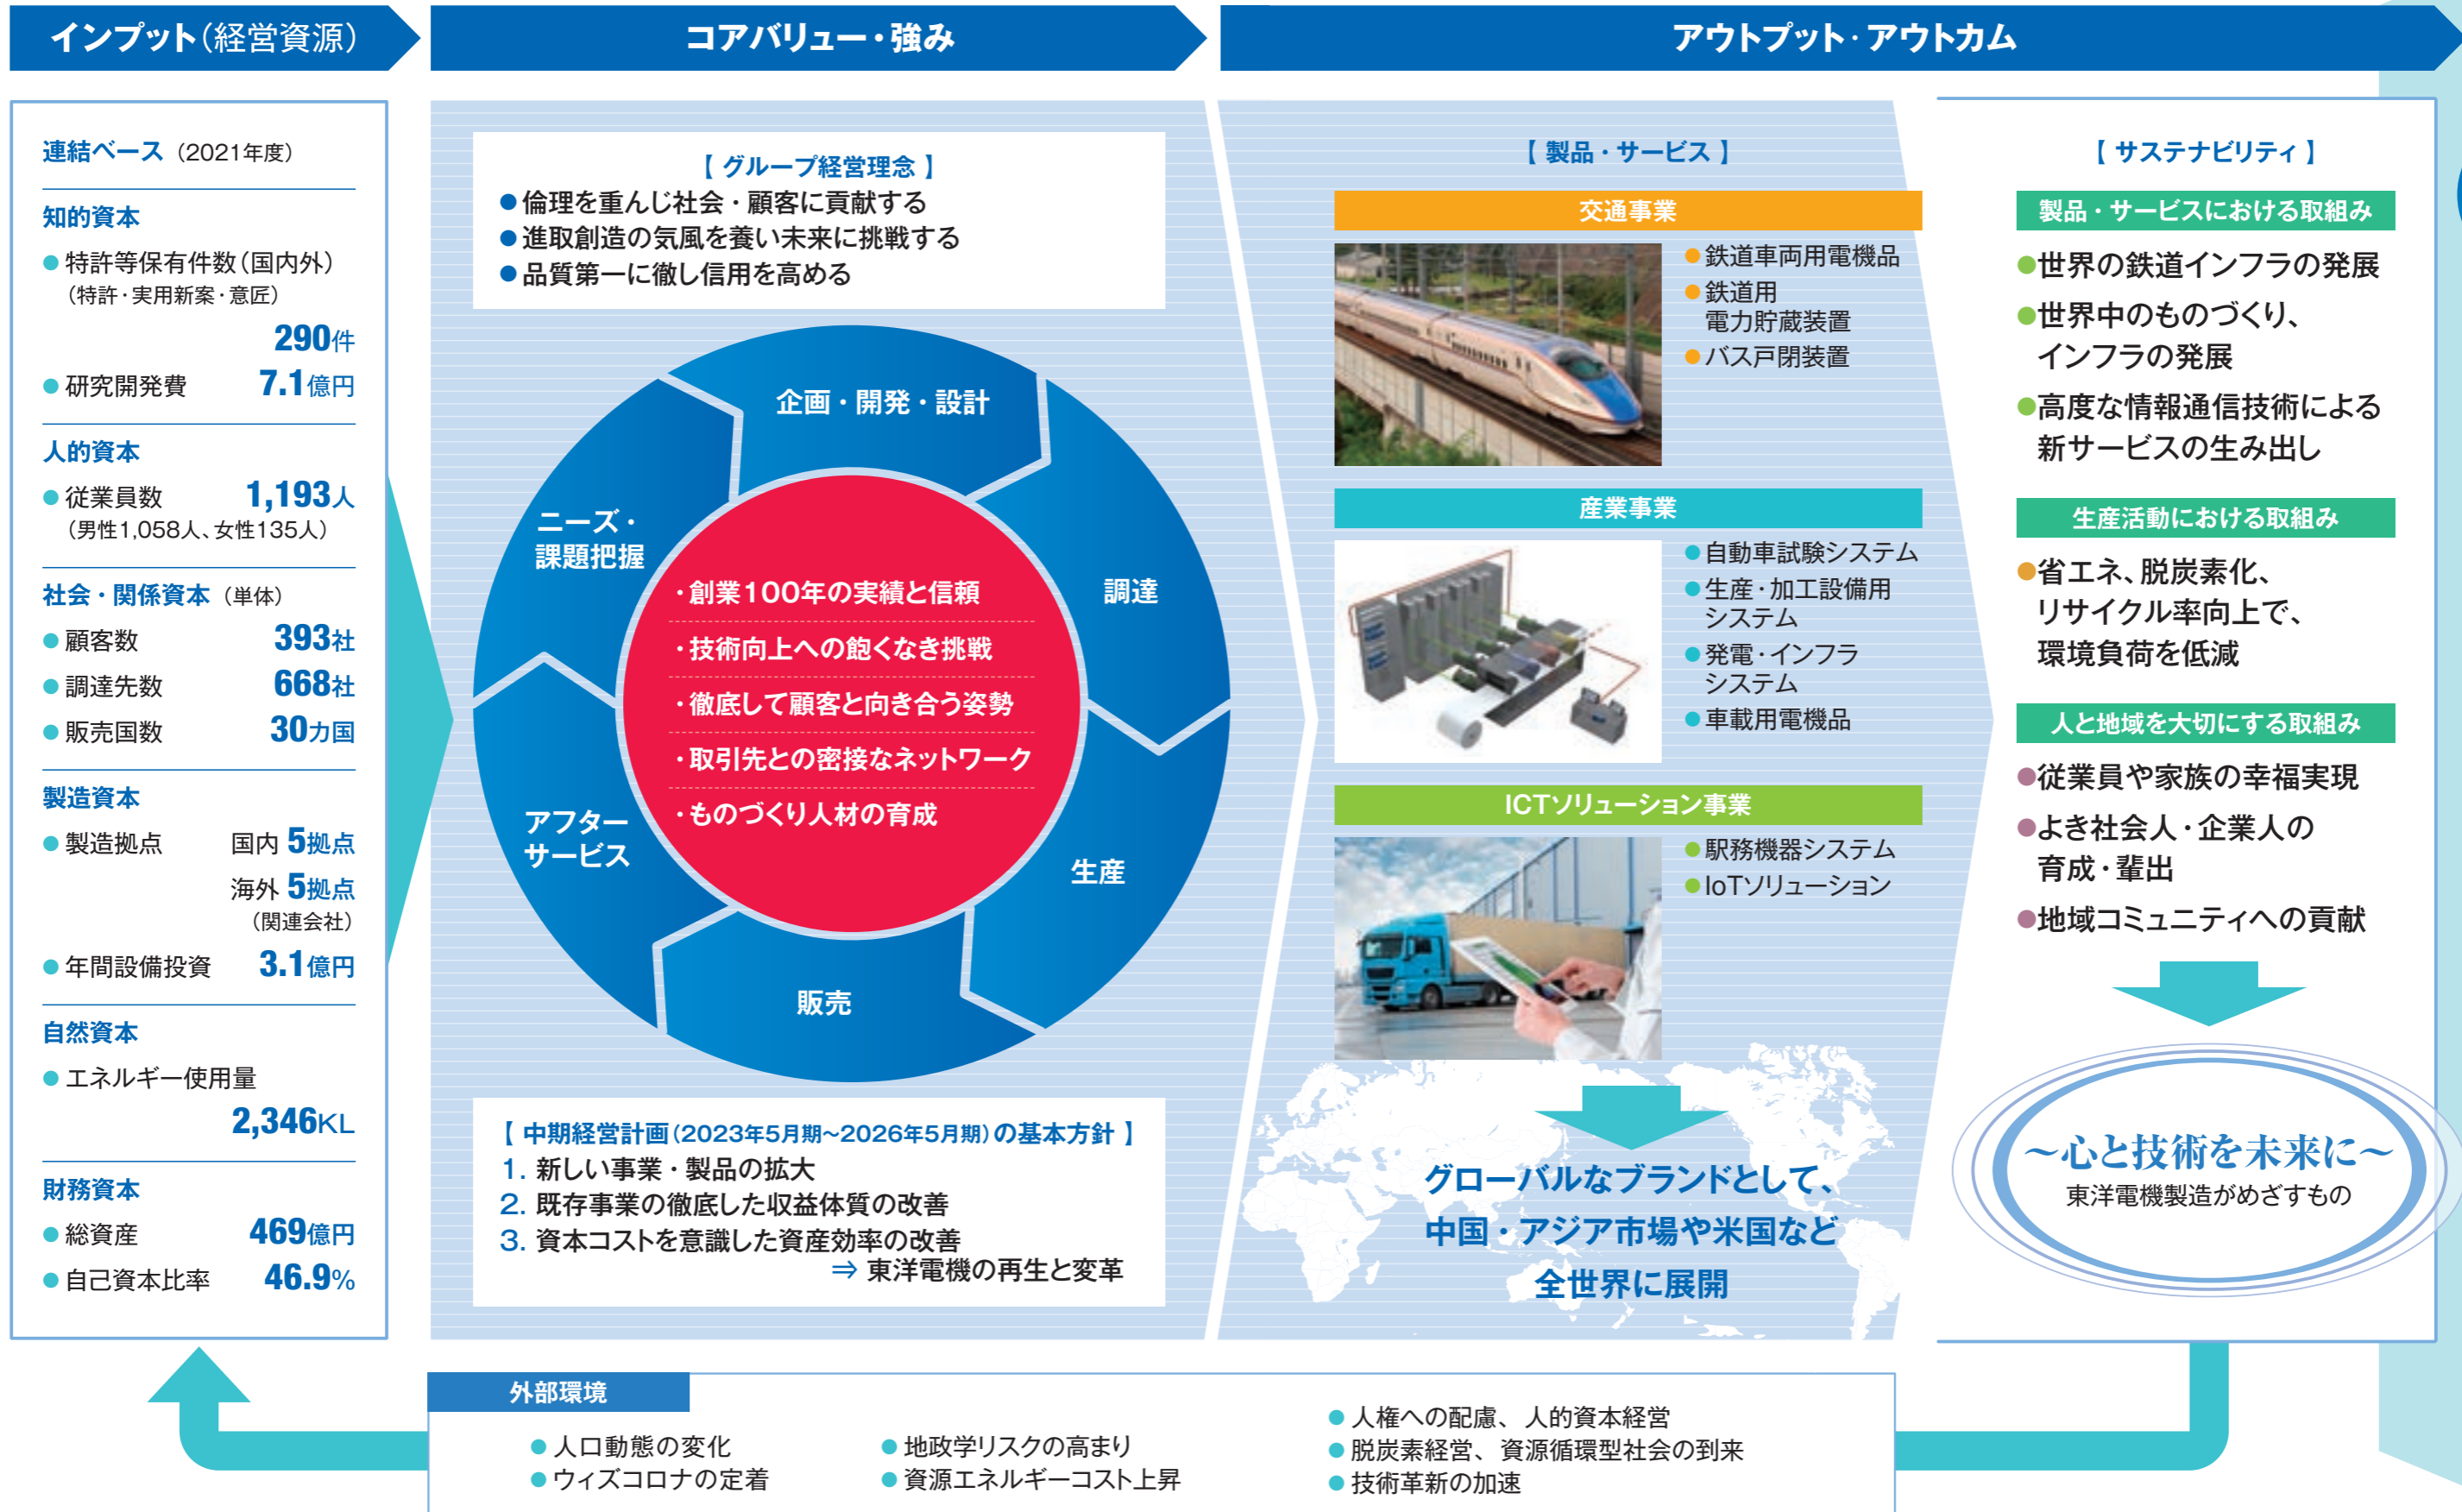 インプット（経営資源）
コアバリュー・強み
アウトプット・アウトカム
連結ベース（2021年度）
知的資本
●特許等保有件数（国内外）
（特許・実用新案・意匠）
290件
●研究開発費 7.1億円
人的資本
●従業員数 1,193人
（男性1,058人、女性135人）
社会・関係資本（単体）
●顧客数 393社
●調達先数 668社
●販売国数 30カ国
製造資本
●製造拠点 国内 5拠点
海外 5拠点
（関連会社）
●年間設備投資 3.1億円
自然資本
●エネルギー使用量
2,346KL
財務資本
●総資産 469億円
●自己資本比率 46.9%
【 グループ経営理念 】
●倫理を重んじ社会・顧客に貢献する
●進取創造の気風を養い未来に挑戦する
●品質第一に徹し信用を高める
企画・開発・設計
調達
生産
販売
アフター
サービス
ニーズ・
課題把握
・創業100年の実績と信頼
・技術向上への飽くなき挑戦
・徹底して顧客と向き合う姿勢
・取引先との密接なネットワーク
・ものづくり人材の育成
【 中期経営計画（2023年5月期～2026年5月期）の基本方針 】
1. 新しい事業・製品の拡大
2. 既存事業の徹底した収益体質の改善
3. 資本コストを意識した資産効率の改善
⇒ 東洋電機の再生と変革
【 製品・サービス 】
交通事業
●鉄道車両用電機品
●鉄道用
電力貯蔵装置
●バス戸閉装置
産業事業
●自動車試験システム
●生産・加工設備用
システム
●発電・インフラ
システム
●車載用電機品
ICTソリューション事業
●駅務機器システム
●IoTソリューション
グローバルなブランドとして、
中国・アジア市場や米国など
全世界に展開
【 サステナビリティ 】
製品・サービスにおける取組み
●世界の鉄道インフラの発展
●世界中のものづくり、
インフラの発展
●高度な情報通信技術による
新サービスの生み出し
生産活動における取組み
●省エネ、脱炭素化、
リサイクル率向上で、
環境負荷を低減
人と地域を大切にする取組み
●従業員や家族の幸福実現
●よき社会人・企業人の
育成・輩出
●地域コミュニティへの貢献
～心と技術を未来に～
東洋電機製造がめざすもの
外部環境
●人口動態の変化
●ウィズコロナの定着
●地政学リスクの高まり
●資源エネルギーコスト上昇
●人権への配慮、人的資本経営
●脱炭素経営、資源循環型社会の到来
●技術革新の加速